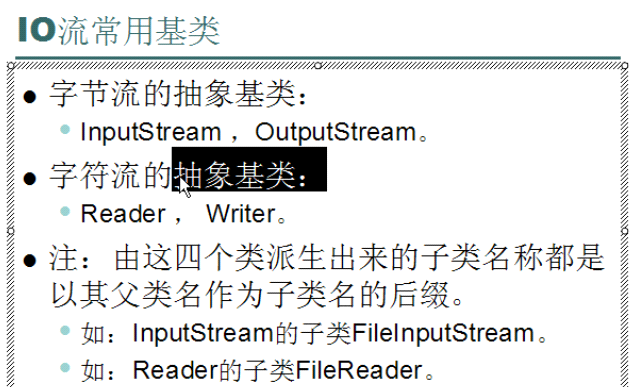 IO流常用基类
● 字节流的抽象基类：
• InputStream ，OutputStream。
● 字符流的抽象基类：
• Reader ， Writer。
● 注：由这四个类派生出来的子类名称都是
以其父类名作为子类名的后缀。
• 如：InputStream的子类FileInputStream。
• 如：Reader的子类FileReader。